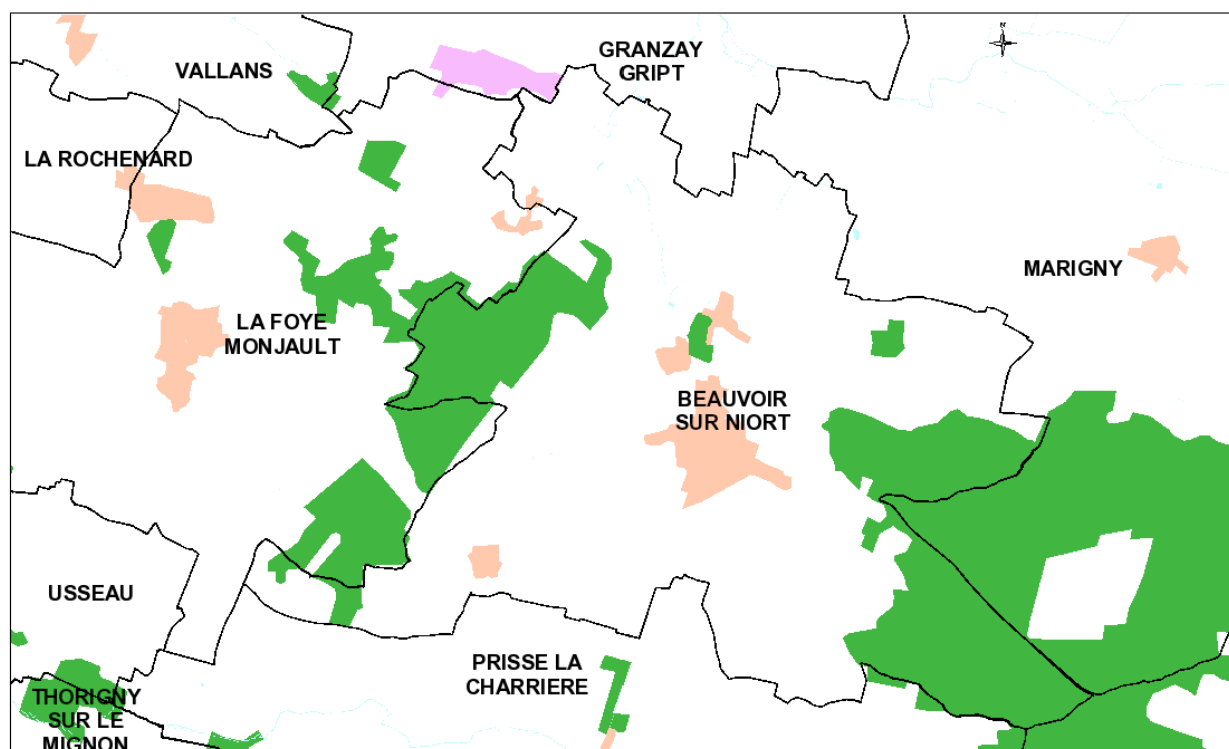 N
GRANZAY
GRIPT
VALLANS
LA ROCHENARD
MARIGNY
LA FOYE
MONJAULT
BEAUVOIR
SUR NIORT
USSEAU
PRISSE LA
CHARRIERE
THORIGNY
SUR LE
MIGNON